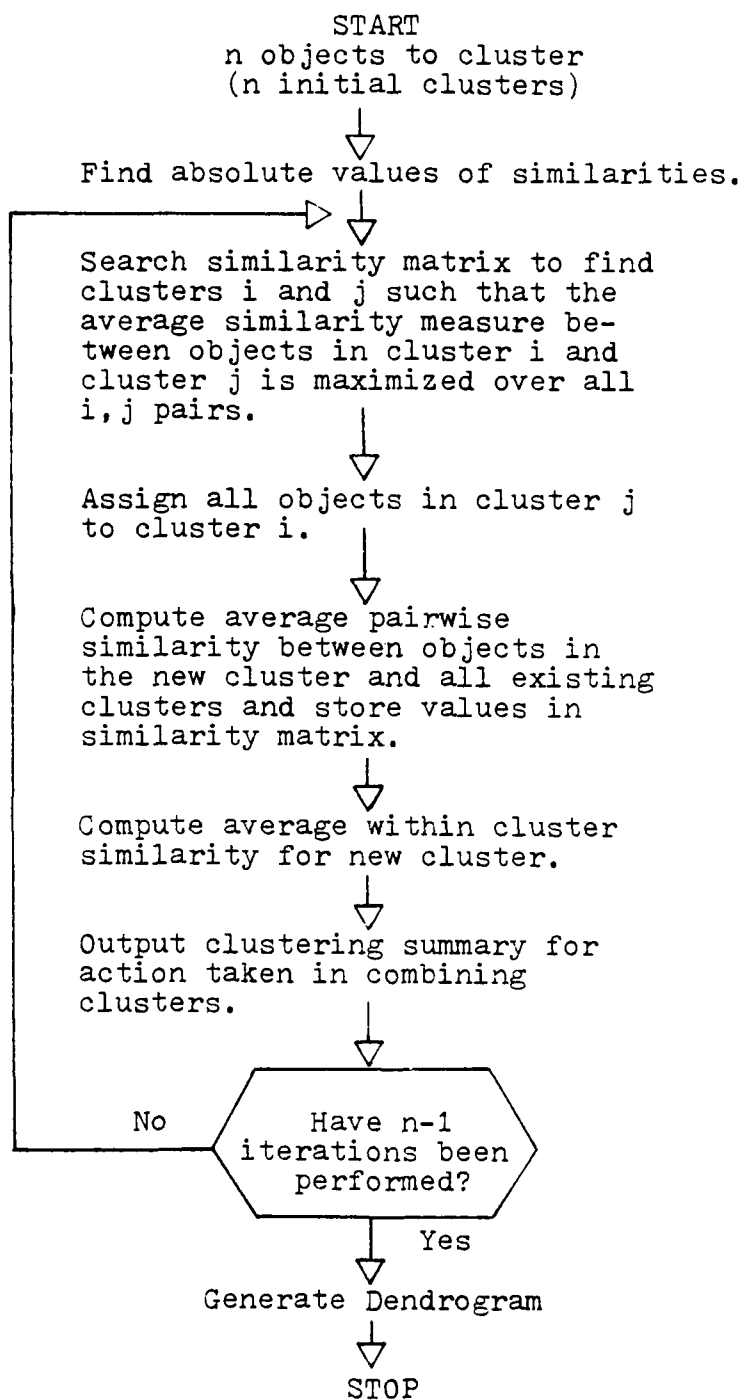 START
n objects to cluster
(n initial clusters)
Find absolute values of similarities.
Search similarity matrix to find
clusters i and j such that the
average similarity measure be-
tween objects in cluster i and
cluster j is maximized over all
i,j pairs.
Assign all objects in cluster j
to cluster i.
Compute average pairwise
similarity between objects in
the new cluster and all existing
clusters and store values in
similarity matrix.
Compute average within cluster
similarity for new cluster.
Output clustering summary for
action taken in combining
clusters.
No
Have n-1
iterations been
performed?
Yes
Generate Dendrogram
STOP